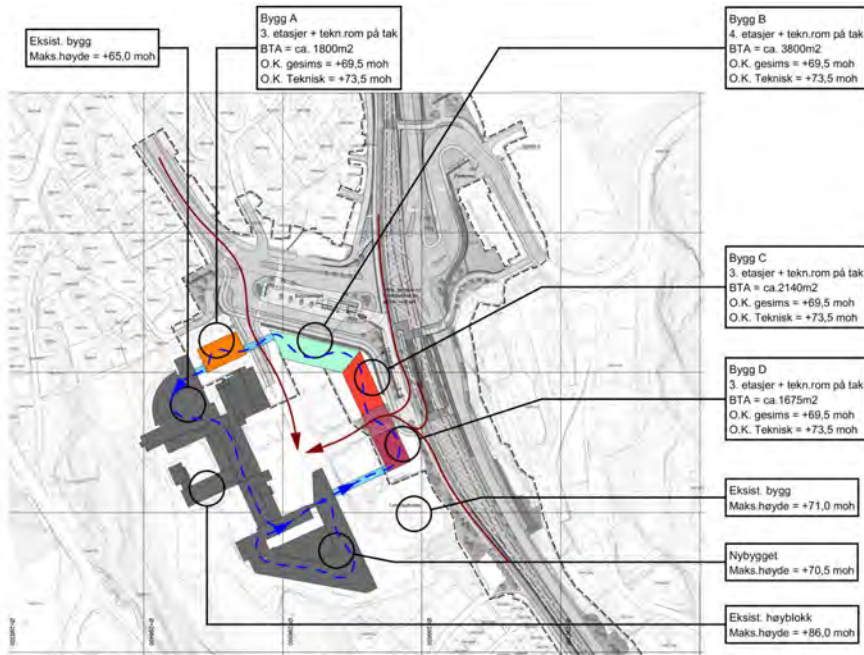 Bygg A
3. etasjer + tekn.rom på tak
BTA = ca. 1800m2
O.K. gesims = +69,5 moh
O.K. Teknisk = +73,5 moh
Bygg B
4. etasjer + tekn.rom på tak
BTA = ca. 3800m2
O.K. gesims = +69,5 moh
O.K. Teknisk = +73,5 moh
Eksist. bygg
Maks.høyde = +65,0 moh
Bygg C
3. etasjer + tekn.rom på tak
BTA = ca.2140m2
O.K. gesims = +69,5 moh
O.K. Teknisk = +73,5 moh
Bygg D
3. etasjer + tekn.rom på tak
BTA = ca.1675m2
O.K. gesims = +69,5 moh
O.K. Teknisk = +73,5 moh
Eksist. bygg
Maks.høyde = +71,0 moh
Nybygget
Maks.høyde = +70,5 moh
Eksist. høyblokk
Maks.høyde = +86,0 moh